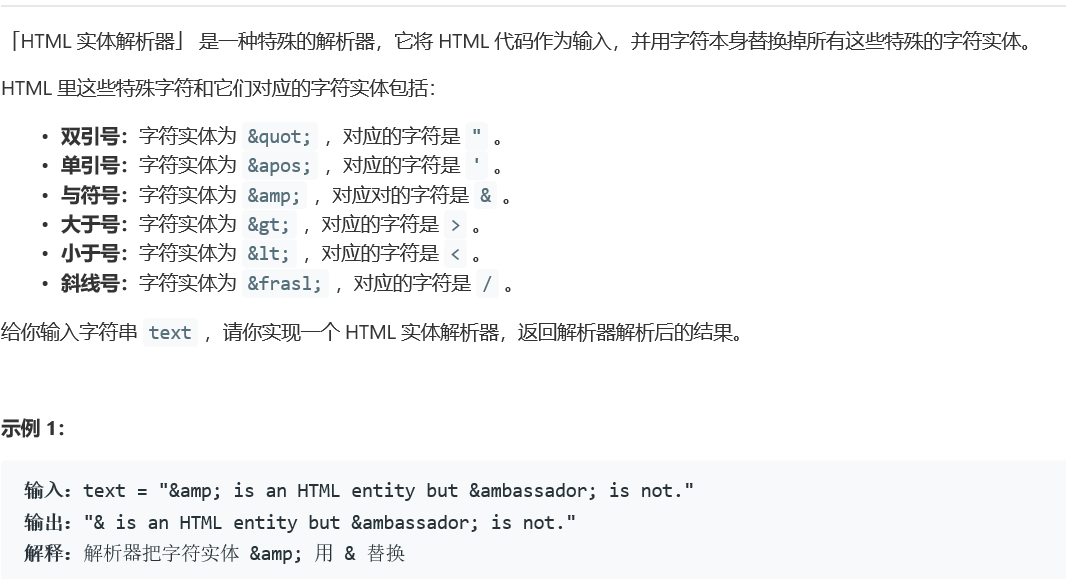 「HTML 实体解析器」 是一种特殊的解析器，它将 HTML 代码作为输入，并用字符本身替换掉所有这些特殊的字符实体。
HTML 里这些特殊字符和它们对应的字符实体包括：
• 双引号：字符实体为 &quot; ，对应的字符是 " 。
• 单引号：字符实体为 &apos; ，对应的字符是 ' 。
• 与符号：字符实体为 &amp; ，对应对的字符是 & 。
• 大于号：字符实体为 &gt; ，对应的字符是 > 。
• 小于号：字符实体为 &lt; ，对应的字符是 < 。
• 斜线号：字符实体为 &frasl; ，对应的字符是 / 。
给你输入字符串 text ，请你实现一个 HTML 实体解析器，返回解析器解析后的结果。
示例 1：
输入：text = "&amp; is an HTML entity but &ambassador; is not."
输出："& is an HTML entity but &ambassador; is not."
解释：解析器把字符实体 &amp; 用 & 替换